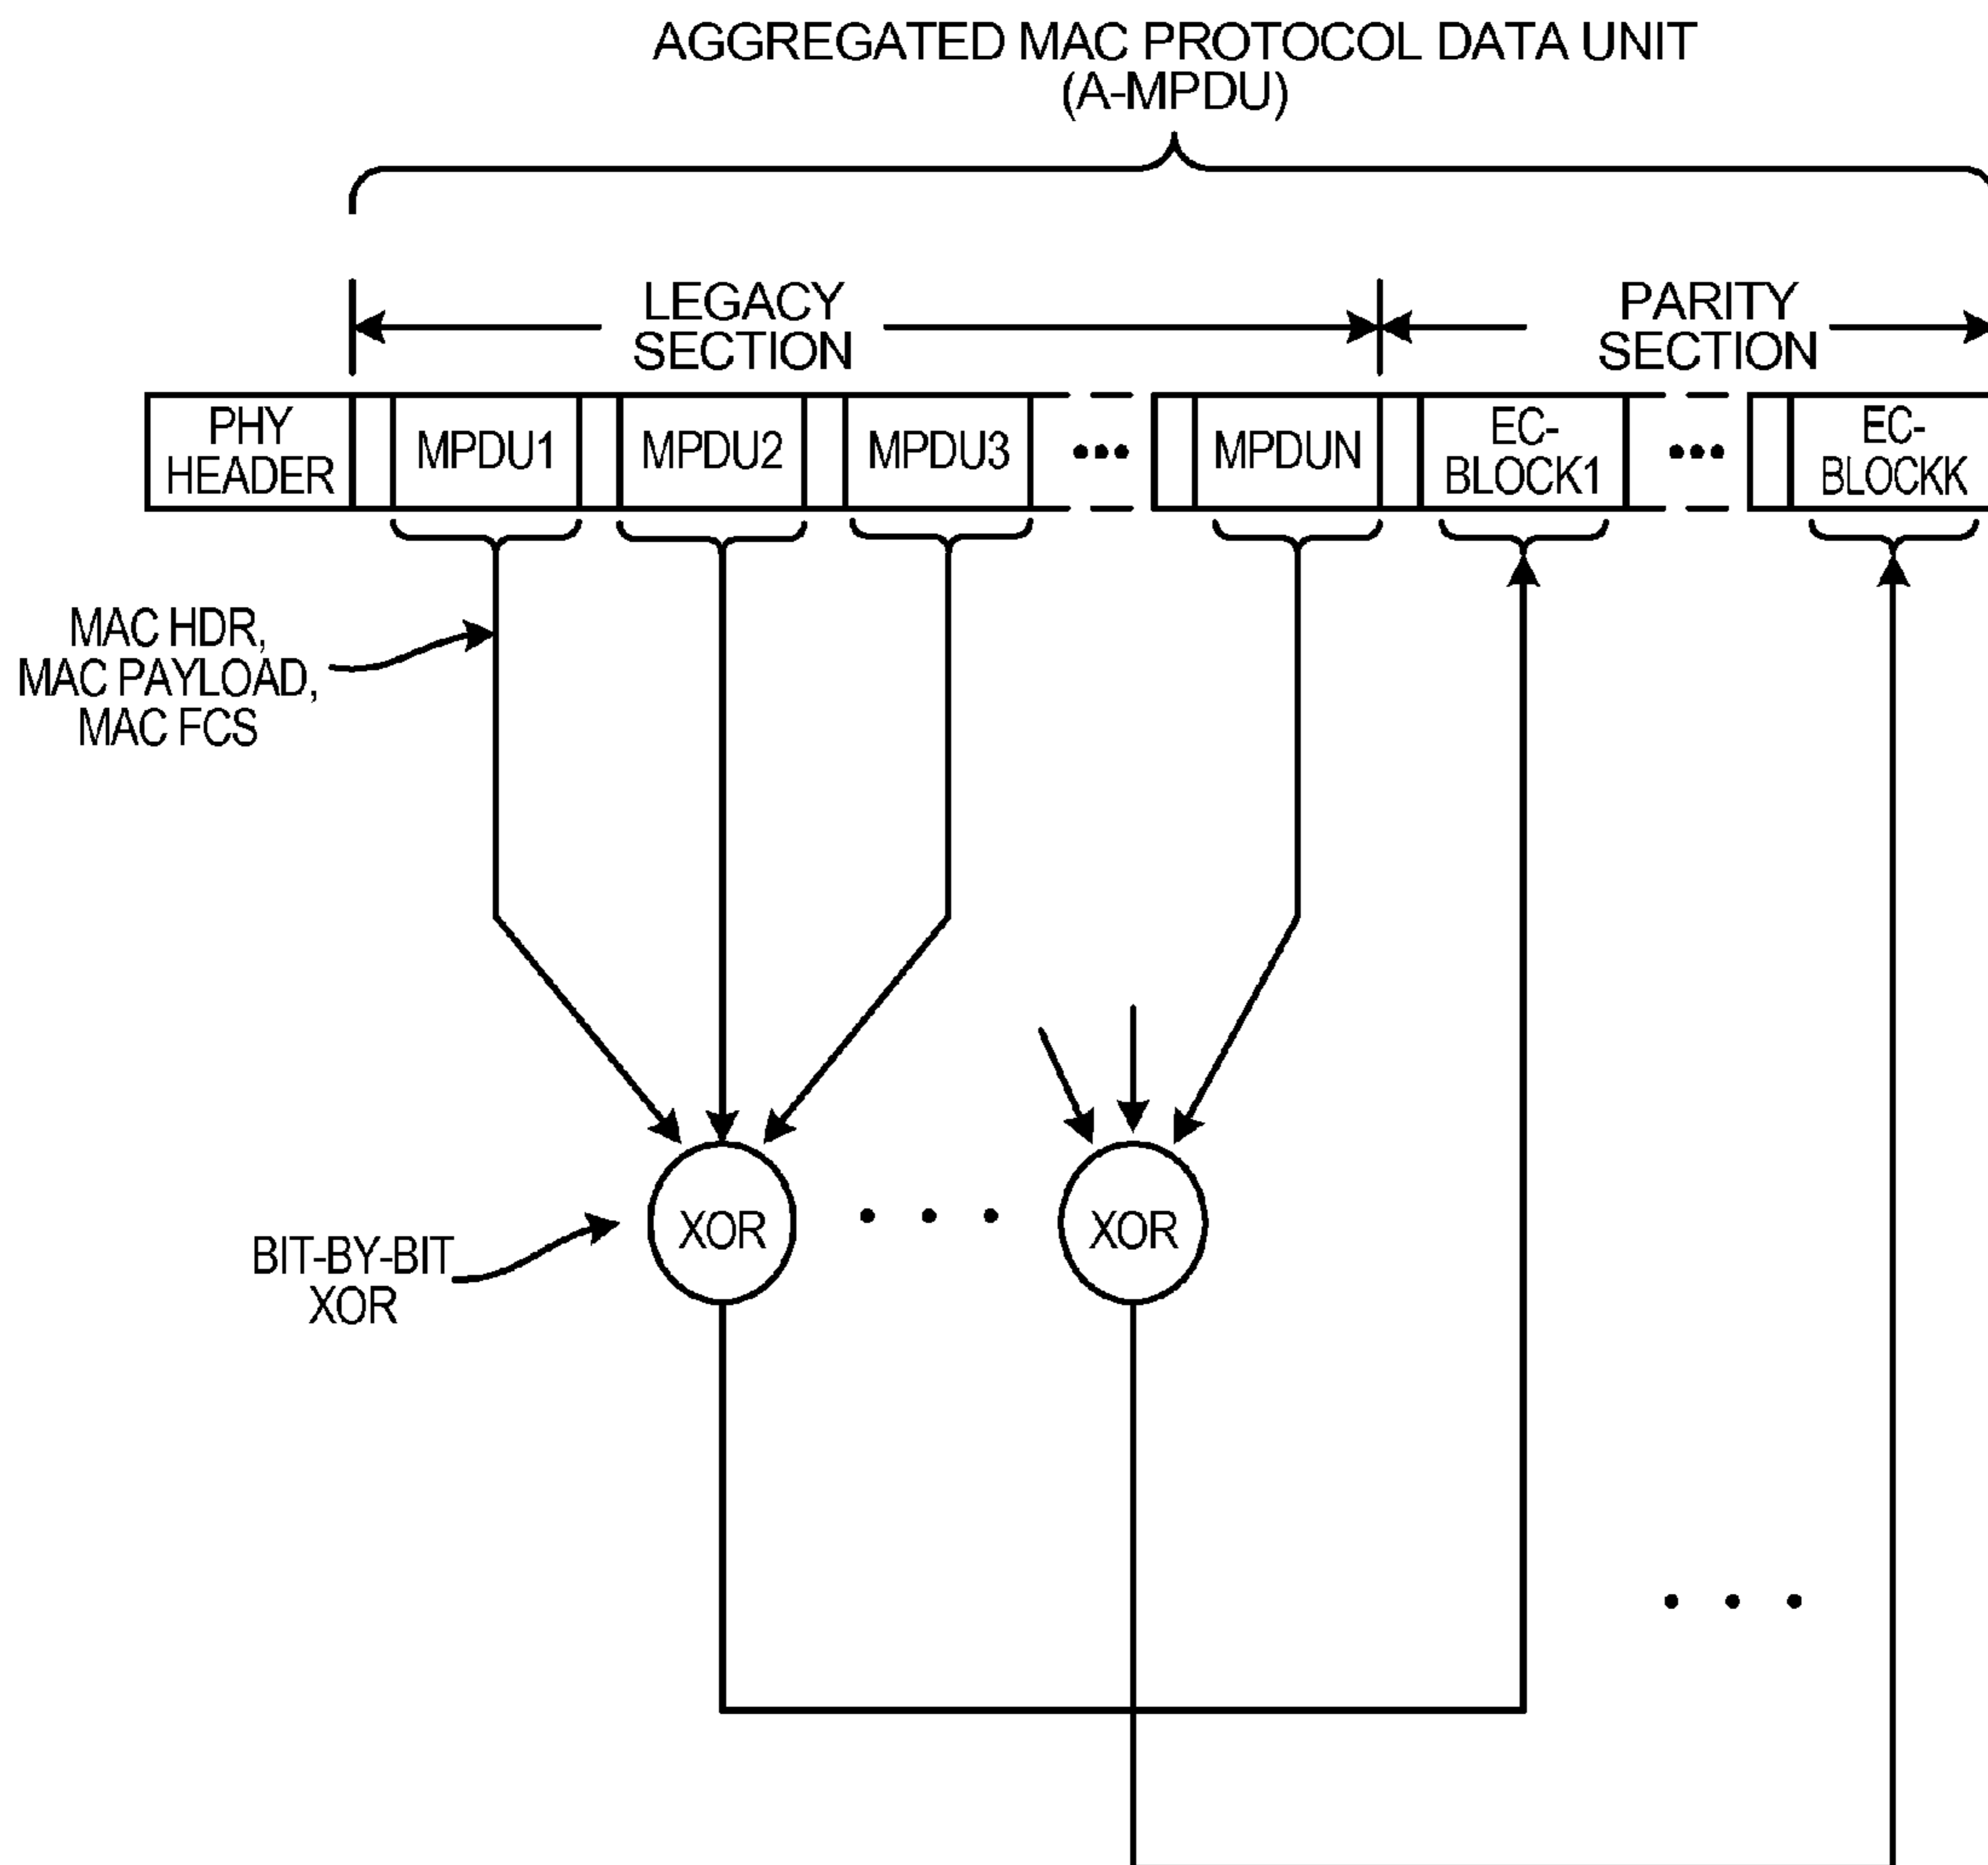 AGGREGATED MAC PROTOCOL DATA UNIT
(A-MPDU)
LEGACY
SECTION
PARITY
SECTION
PHY
HEADER
MPDU1
MPDU2
MPDU3
•••
MPDUN
EC-
BLOCK1
•••
EC-
BLOCKK
MAC HDR,
MAC PAYLOAD,
MAC FCS
XOR
• • •
XOR
BIT-BY-BIT
XOR
• • •